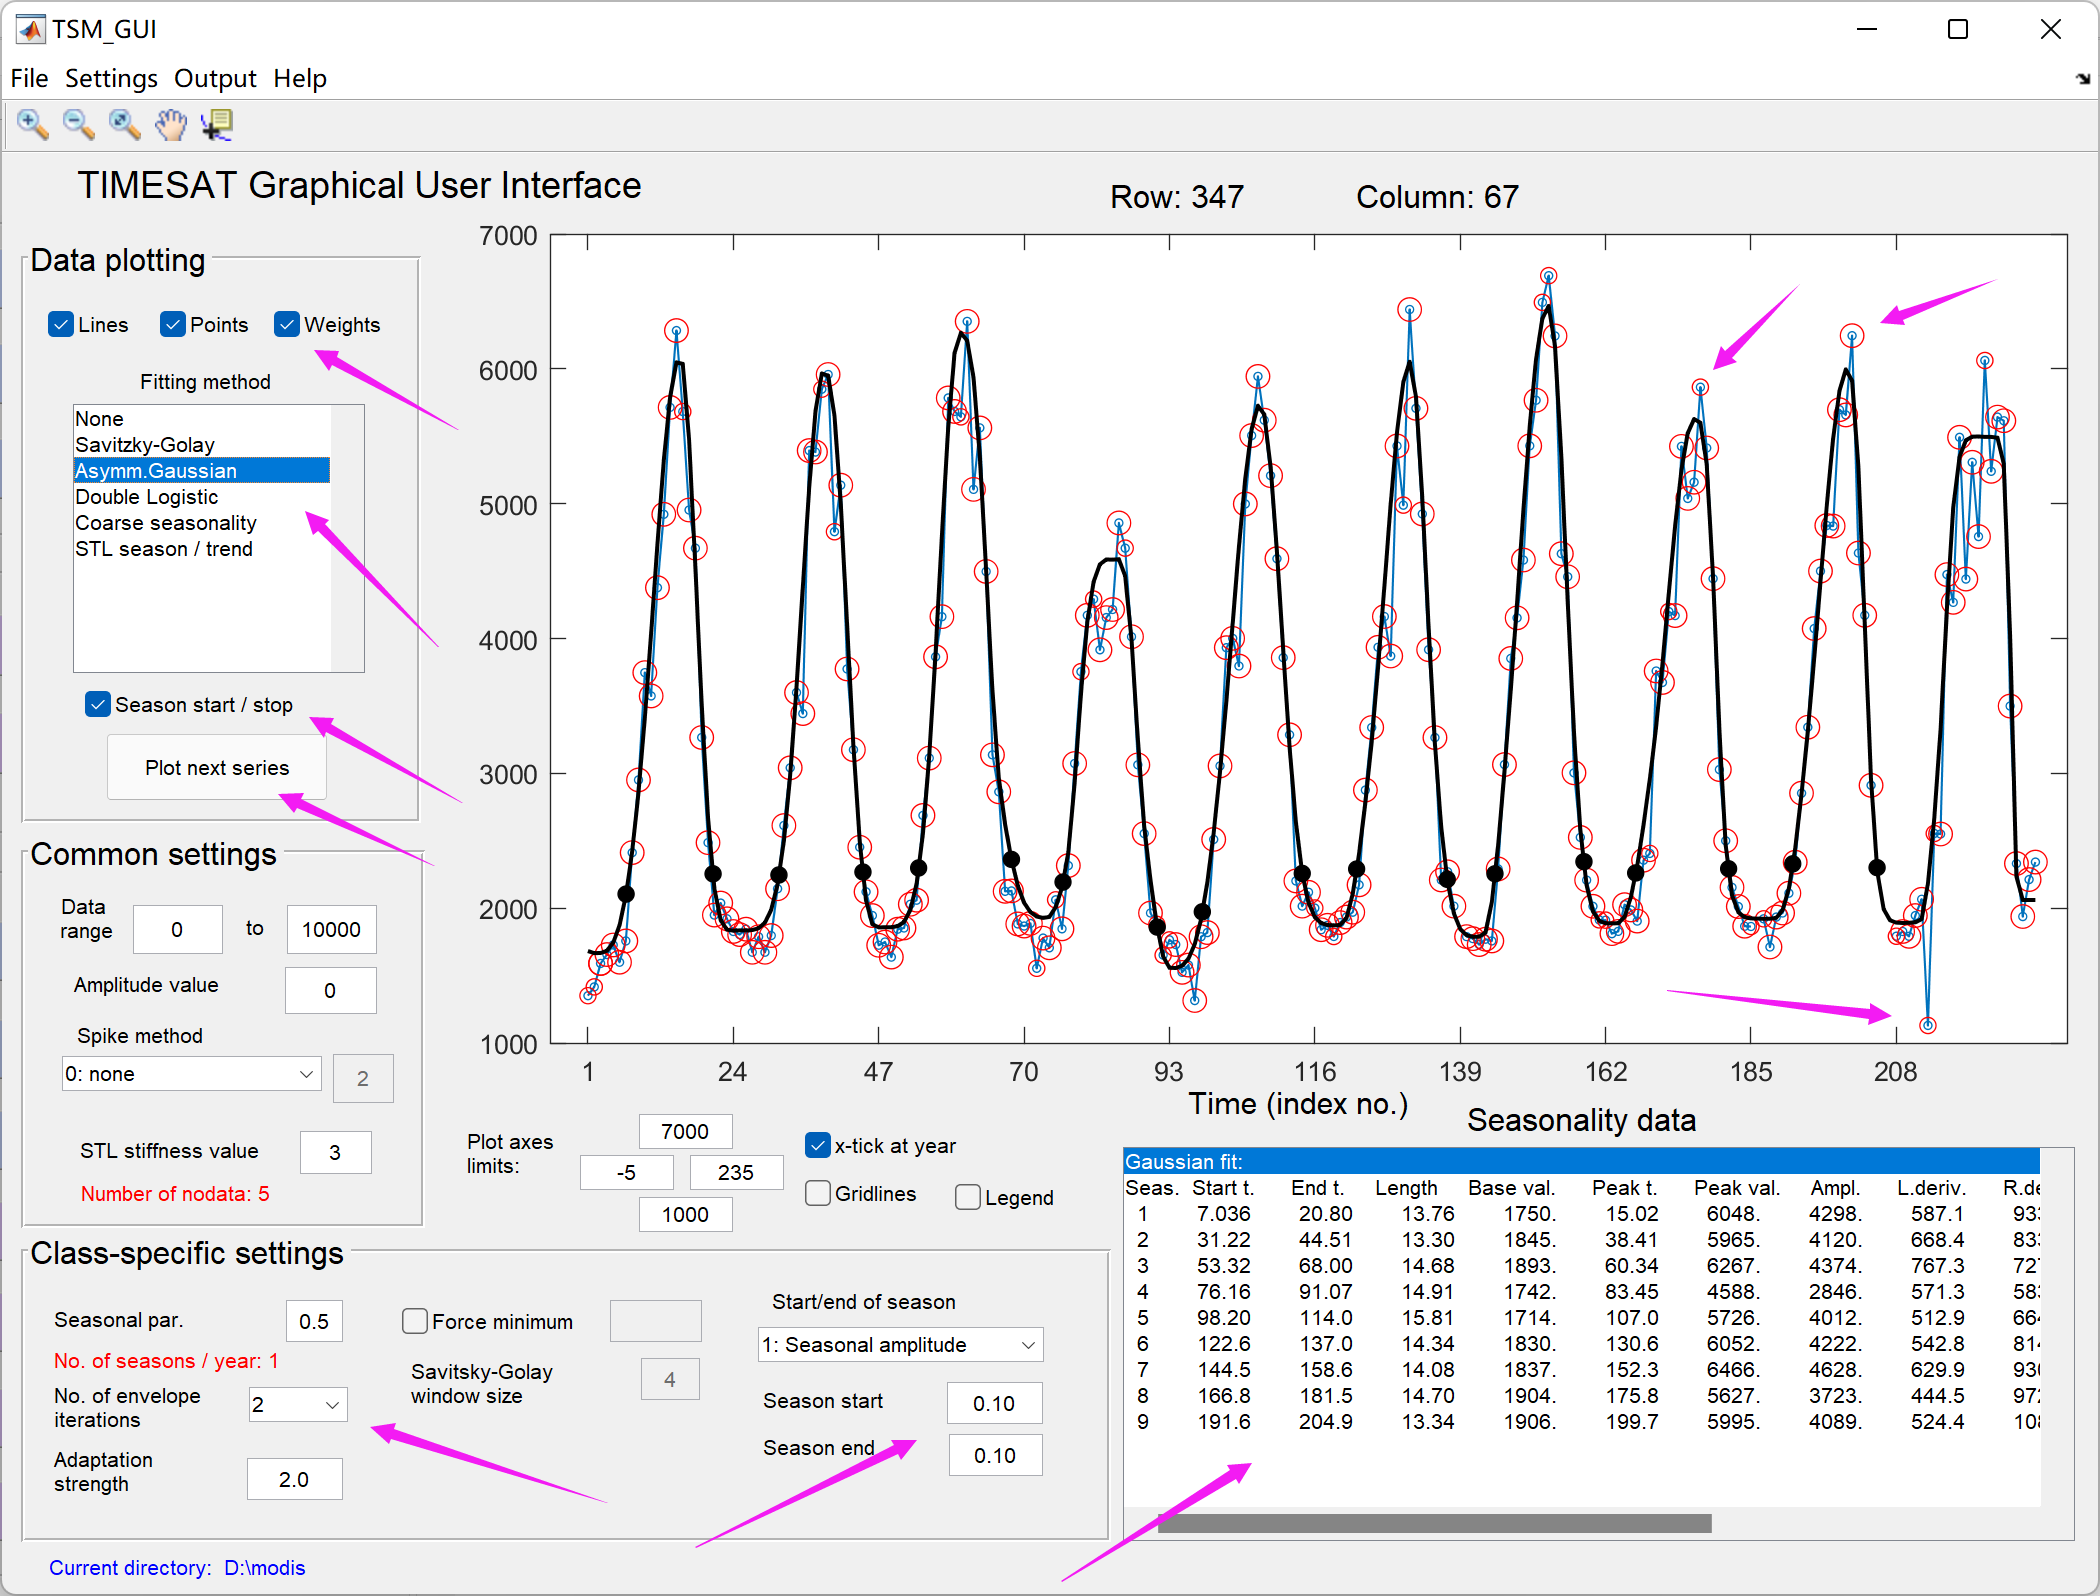 TSM_GUI
File Settings Output Help
TIMESAT Graphical User Interface
Row: 347 Column: 67
Data plotting
Lines Points Weights
Fitting method
None
Savitzky-Golay
Asymm.Gaussian
Double Logistic
Coarse seasonality
STL season / trend
Season start / stop
Plot next series
Common settings
Data range 0 to 10000
Amplitude value 0
Spike method
0: none 2
STL stiffness value 3
Number of nodata: 5
7000
6000
5000
4000
3000
2000
1000
1 24 47 70 93 116 139 162 185 208
Time (index no.)
Plot axes limits:
7000
-5 235
1000
x-tick at year
Gridlines Legend
Class-specific settings
Seasonal par. 0.5
No. of seasons / year: 1
No. of envelope iterations 2
Adaptation strength 2.0
Force minimum
Savitsky-Golay window size 4
Start/end of season
1: Seasonal amplitude
Season start 0.10
Season end 0.10
Seasonality data
Gaussian fit:
Seas. Start t. End t. Length Base val. Peak t. Peak val. Ampl. L.deriv.
1 7.036 20.80 13.76 1750. 15.02 6048. 4298. 587.1
2 31.22 44.51 13.30 1845. 38.41 5965. 4120. 668.4
3 53.32 68.00 14.68 1893. 60.34 6267. 4374. 767.3
4 76.16 91.07 14.91 1742. 83.45 4588. 2846. 571.3
5 98.20 114.0 15.81 1714. 107.0 5726. 4012. 512.9
6 122.6 137.0 14.34 1830. 130.6 6052. 4222. 542.8
7 144.5 158.6 14.08 1837. 152.3 6466. 4628. 629.9
8 166.8 181.5 14.70 1904. 175.8 5627. 3723. 444.5
9 191.6 204.9 13.34 1906. 199.7 5995. 4089. 524.4
Current directory: D:\modis